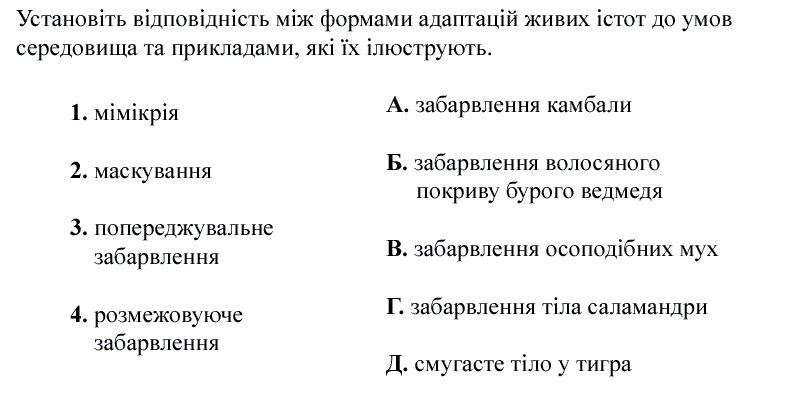 Установіть відповідність між формами адаптацій живих істот до умов
середовища та прикладами, які їх ілюструють.
1. мімікрія
2. маскування
3. попереджувальне
забарвлення
4. розмежовуюче
забарвлення
А. забарвлення камбали
Б. забарвлення волосяного
покриву бурого ведмедя
В. забарвлення осоподібних мух
Г. забарвлення тіла саламандри
Д. смугасте тіло у тигра